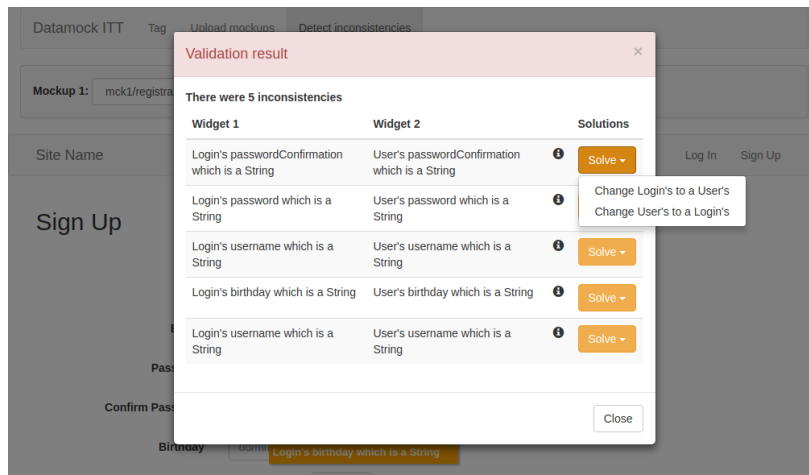 Datamock ITT Tag Upload mockups Detect inconsistencies
Validation result ×
Mockup 1: mck1/registra
There were 5 inconsistencies
Widget 1 Widget 2 Solutions
Site Name Log In Sign Up
Login's passwordConfirmation User's passwordConfirmation Solve
which is a String which is a String
Change Login's to a User's
Login's password which is a User's password which is a
String String
Change User's to a Login's
Sign Up
Login's username which is a User's username which is a Solve
String String
Login's birthday which is a String User's birthday which is a String Solve
Login's username which is a User's username which is a Solve
String String
Pass
Confirm Pass
Close
Birthday
Login's birthday which is a String